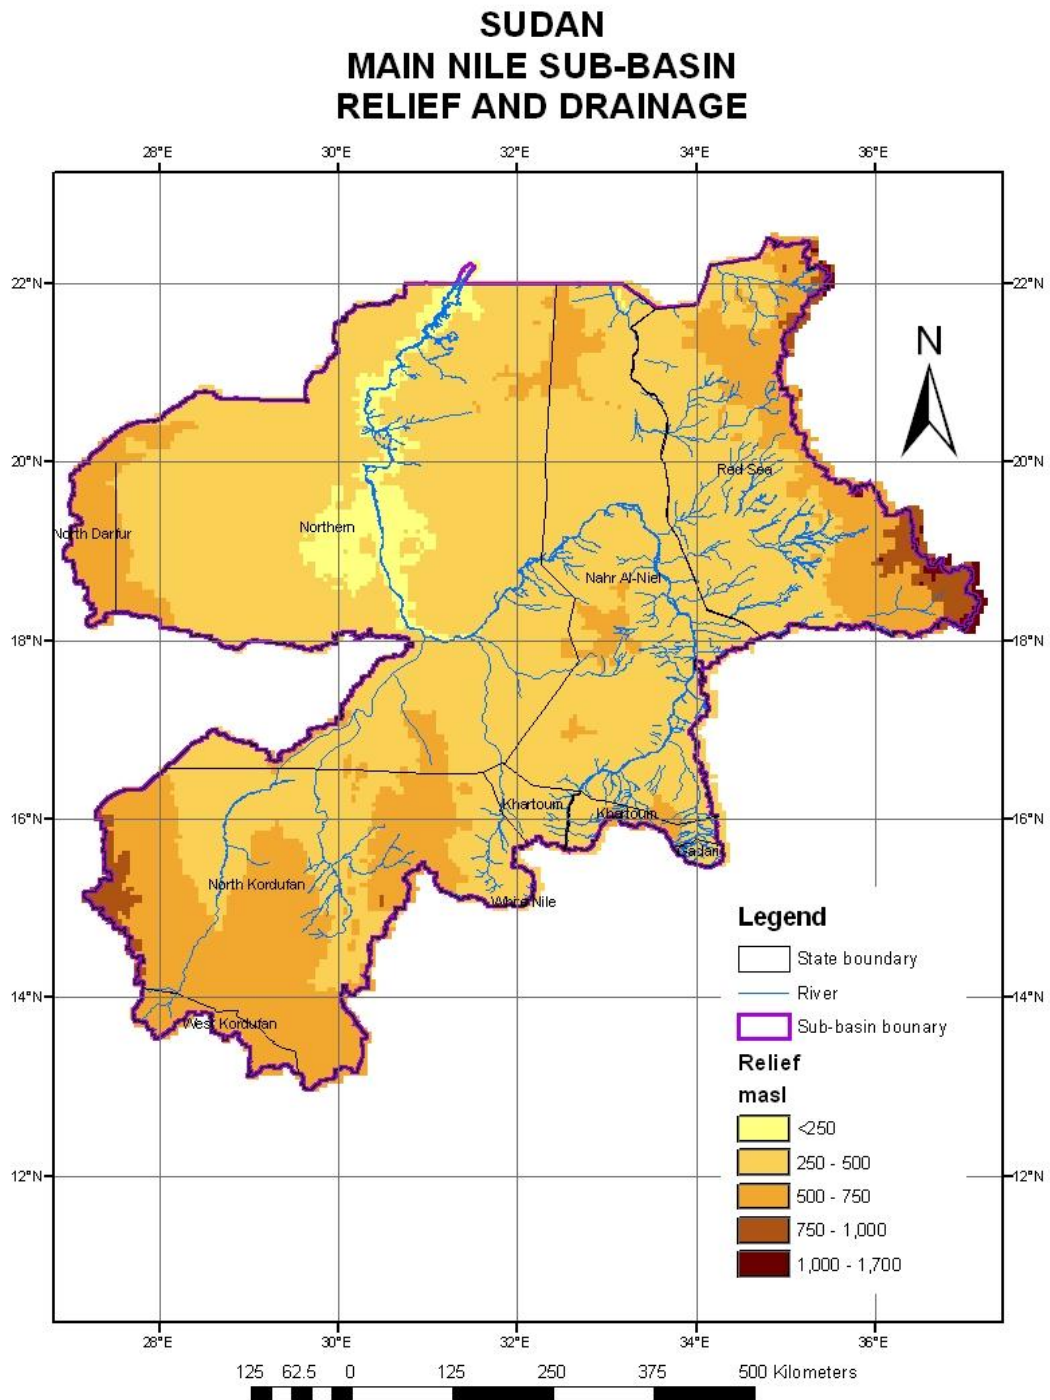 SUDAN
MAIN NILE SUB-BASIN
RELIEF AND DRAINAGE
28°E 30°E 32°E 34°E 36°E
22°N 22°N
N
20°N 20°N
Red Sea
Northern
North Darfur
Nahr Al-Niel
18°N 18°N
Khartoum
Khartoum
16°N 16°N
Gadari
North Kordufan
White Nile
Legend
State boundary
14°N 14°N
River
West Kordufan
Sub-basin bounary
Relief
masl
<250
12°N 12°N
250 - 500
500 - 750
750 - 1,000
1,000 - 1,700
28°E 30°E 32°E 34°E 36°E
125 62.5 0 125 250 375 500 Kilometers